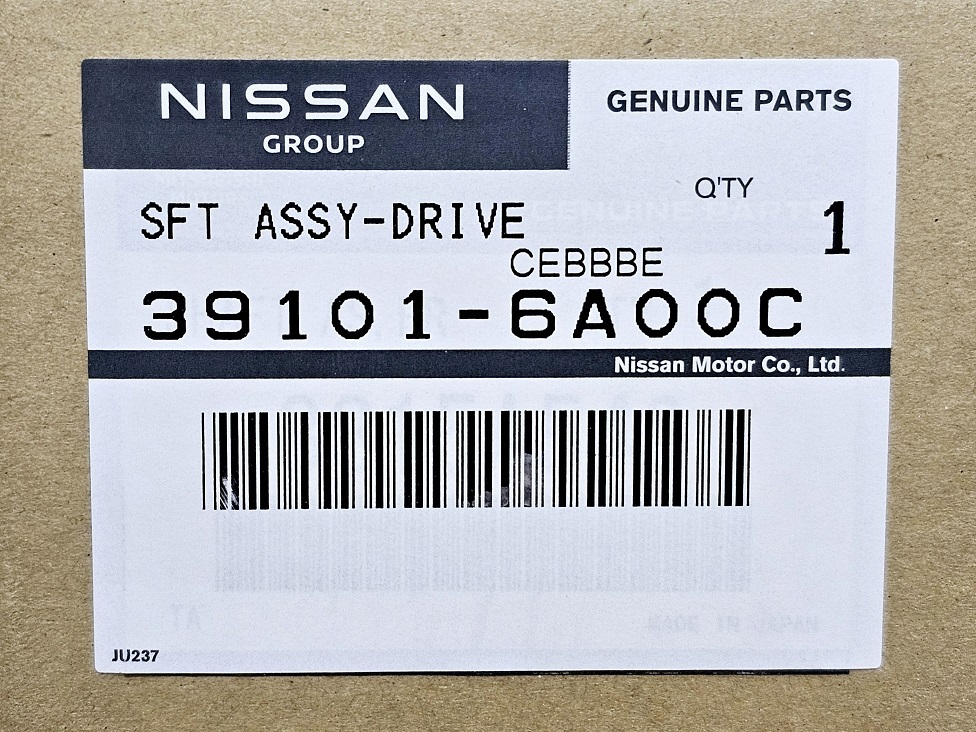 NISSAN
GROUP
GENUINE PARTS
Q'TY
SFT ASSY-DRIVE
1
CEBBBE
39101-6A00C
Nissan Motor Co., Ltd.
JU237